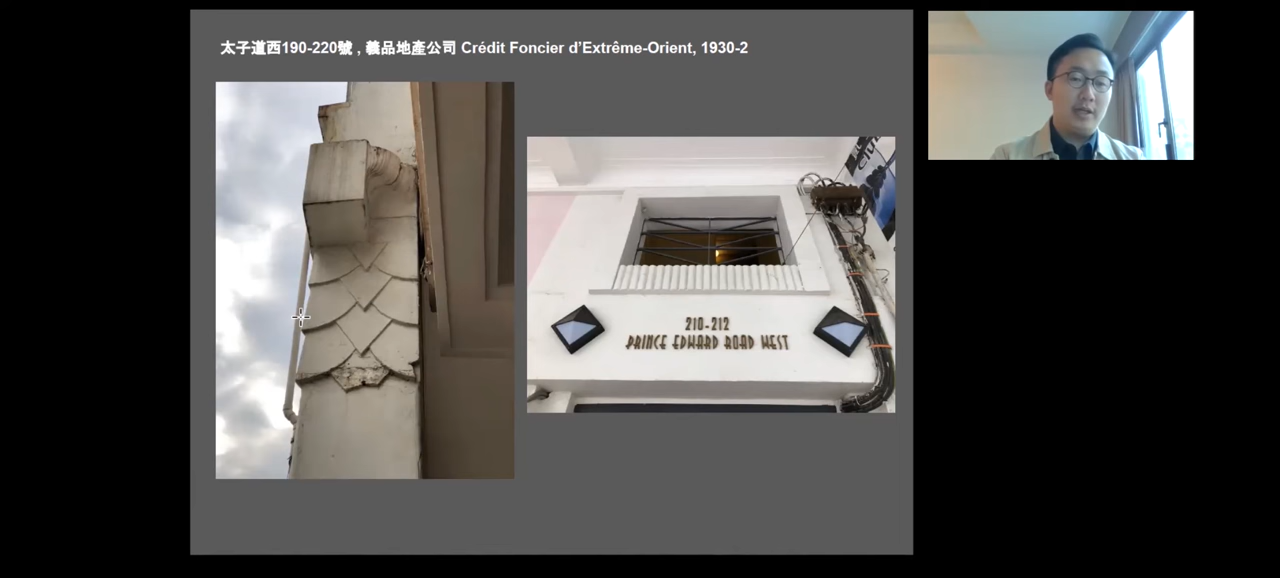 太子道西190-220號 , 義品地產公司 Crédit Foncier d’Extrême-Orient, 1930-2
210-212
PRINCE EDWARD ROAD WEST